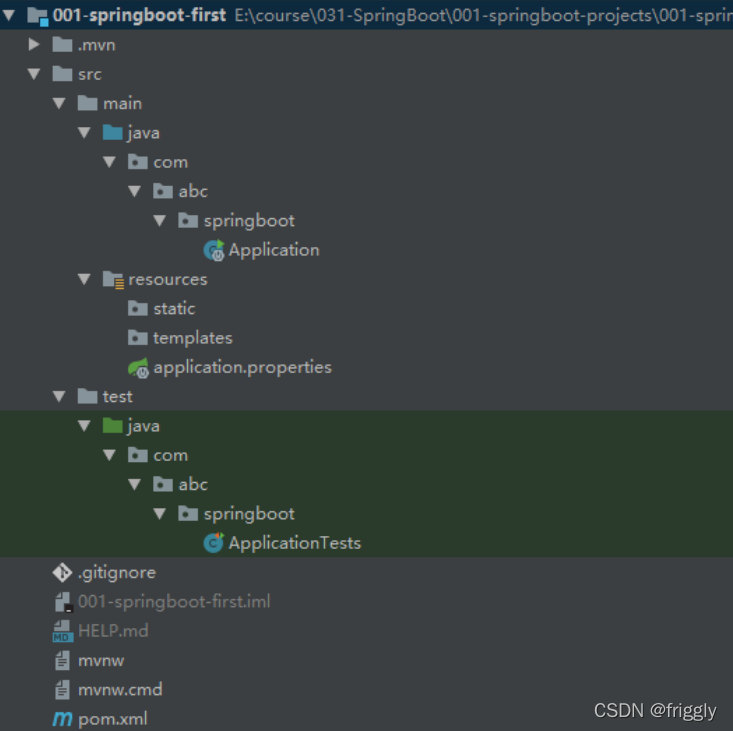 001-springboot-first E:\course\031-SpringBoot\001-springboot-projects\001-sprin
.mvn
src
main
java
com
abc
springboot
Application
resources
static
templates
application.properties
test
java
com
abc
springboot
ApplicationTests
.gitignore
001-springboot-first.iml
HELP.md
mvnw
mvnw.cmd
pom.xml
CSDN @friggly